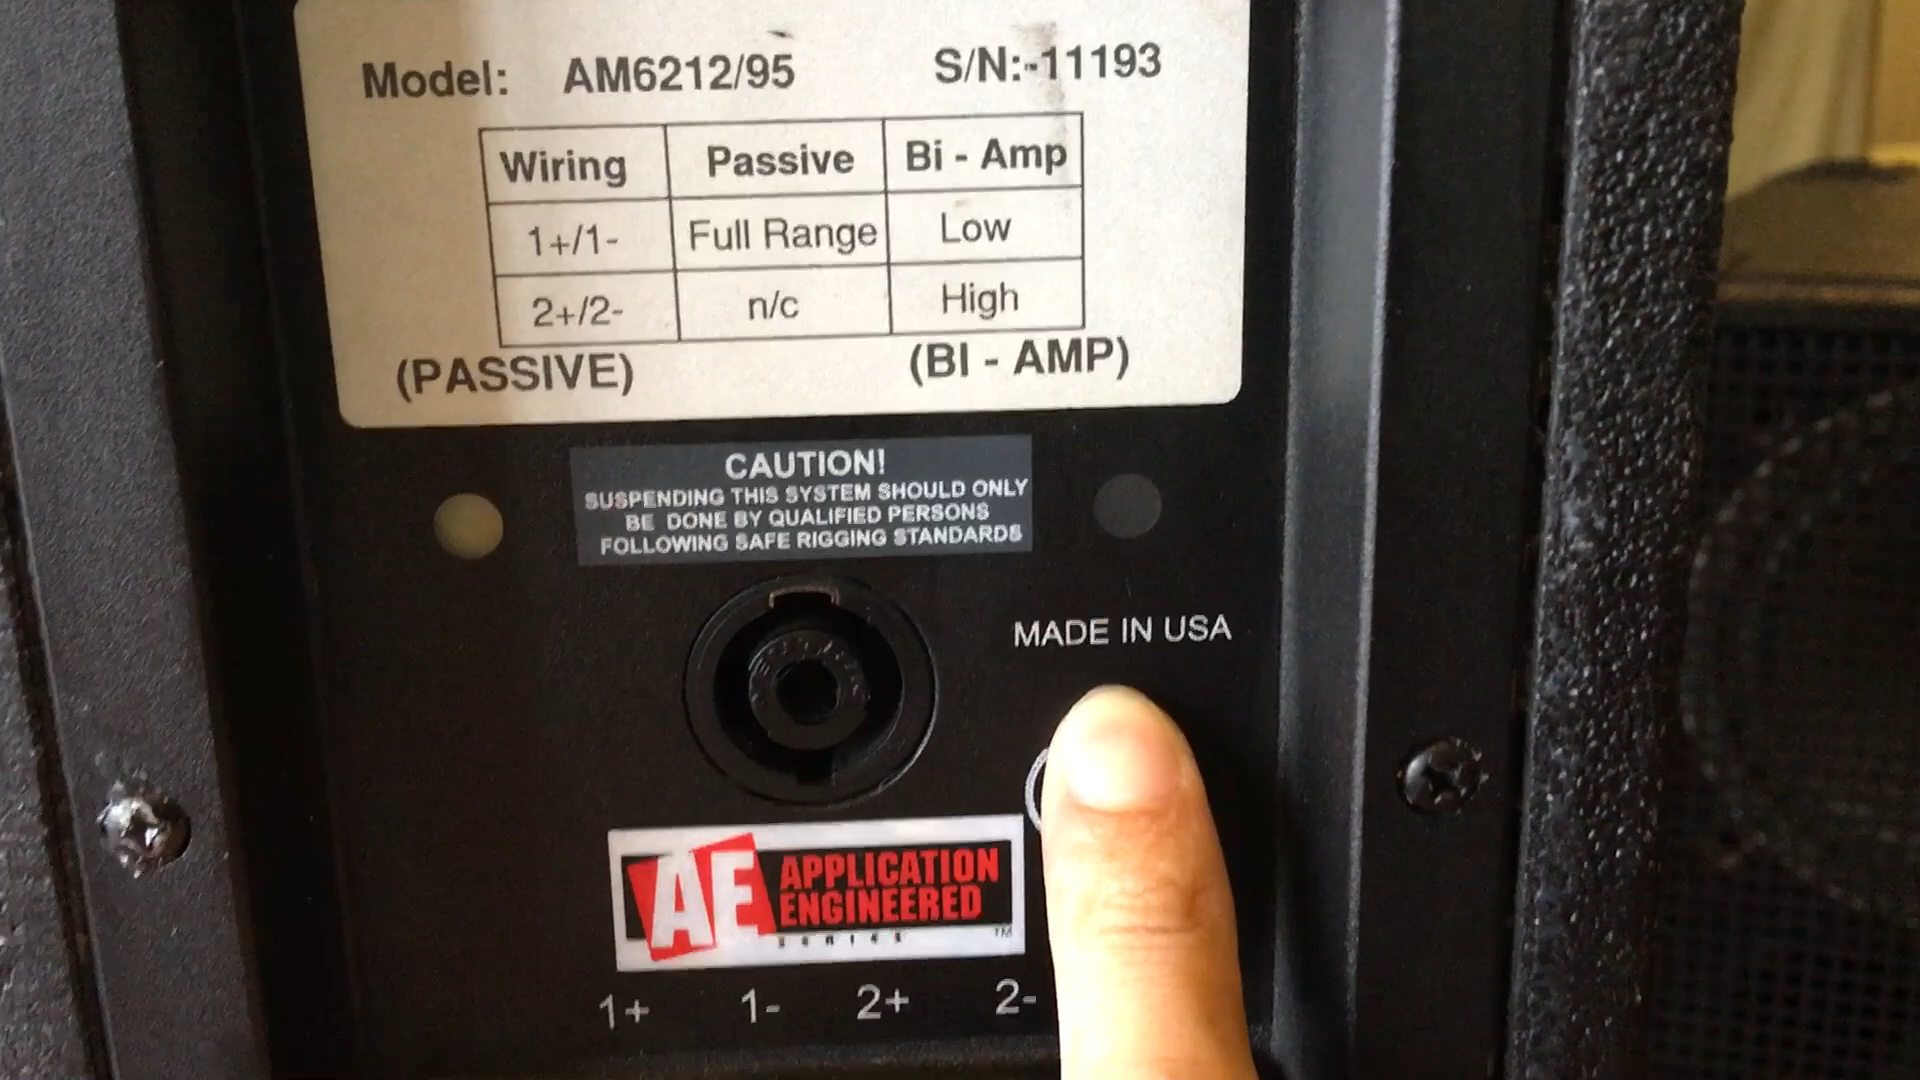 Model: AM6212/95 S/N:-11193
Wiring Passive Bi - Amp
1+/1- Full Range Low
2+/2- n/c High
(PASSIVE) (BI - AMP)
CAUTION!
SUSPENDING THIS SYSTEM SHOULD ONLY
BE DONE BY QUALIFIED PERSONS
FOLLOWING SAFE RIGGING STANDARDS
MADE IN USA
AE APPLICATION
ENGINEERED
SERIES TM
1+ 1- 2+ 2-